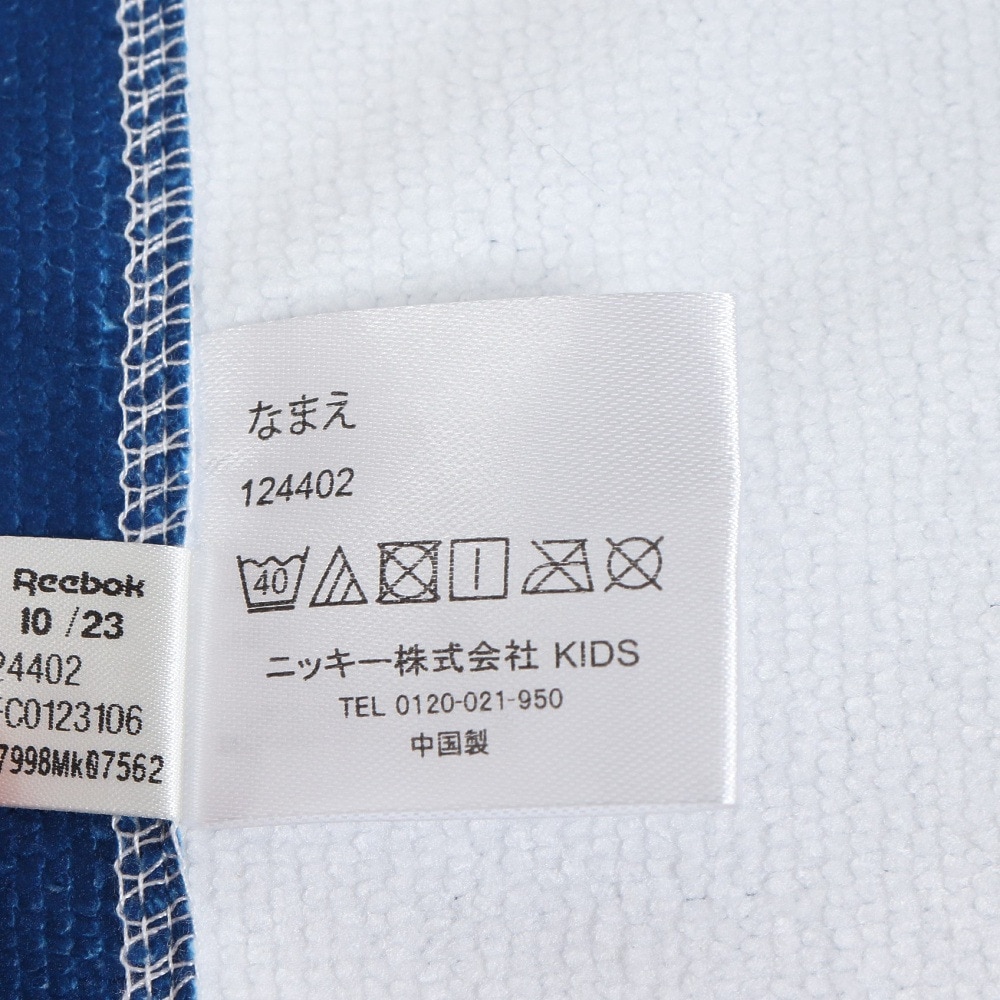 なまえ
124402
40
ニッキー株式会社 KIDS
TEL 0120-021-950
中国製
Reebok
10 /23
24402
FC0123106
7998Mk07562